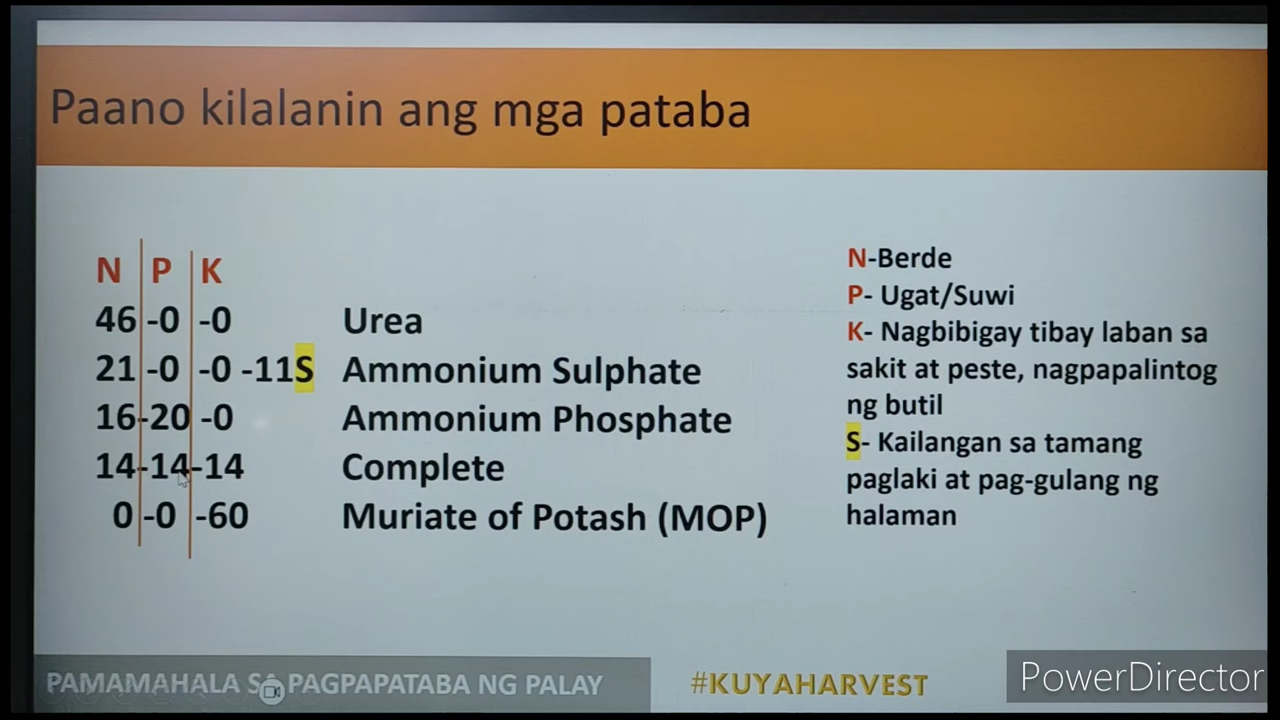 Paano kilalanin ang mga pataba
N P K
46 -0 -0 Urea
21 -0 -0 -11S Ammonium Sulphate
16-20 -0 Ammonium Phosphate
14-14-14 Complete
0 -0 -60 Muriate of Potash (MOP)
N-Berde
P- Ugat/Suwi
K- Nagbibigay tibay laban sa
sakit at peste, nagpapalintog
ng butil
S- Kailangan sa tamang
paglaki at pag-gulang ng
halaman
PAMAMAHALA SA PAGPAPATABA NG PALAY
#KUYAHARVEST
PowerDirector